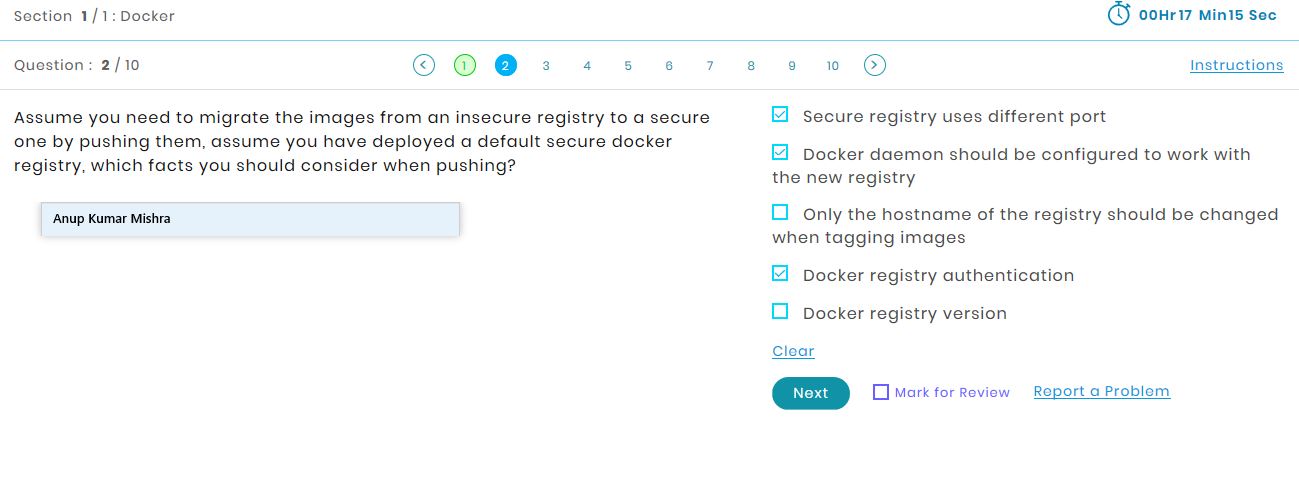 Section 1 / 1 : Docker
00Hr17 Min15 Sec
Question : 2 / 10
1 2 3 4 5 6 7 8 9 10
Instructions
Assume you need to migrate the images from an insecure registry to a secure
one by pushing them, assume you have deployed a default secure docker
registry, which facts you should consider when pushing?
Anup Kumar Mishra
Secure registry uses different port
Docker daemon should be configured to work with
the new registry
Only the hostname of the registry should be changed
when tagging images
Docker registry authentication
Docker registry version
Clear
Next
Mark for Review
Report a Problem